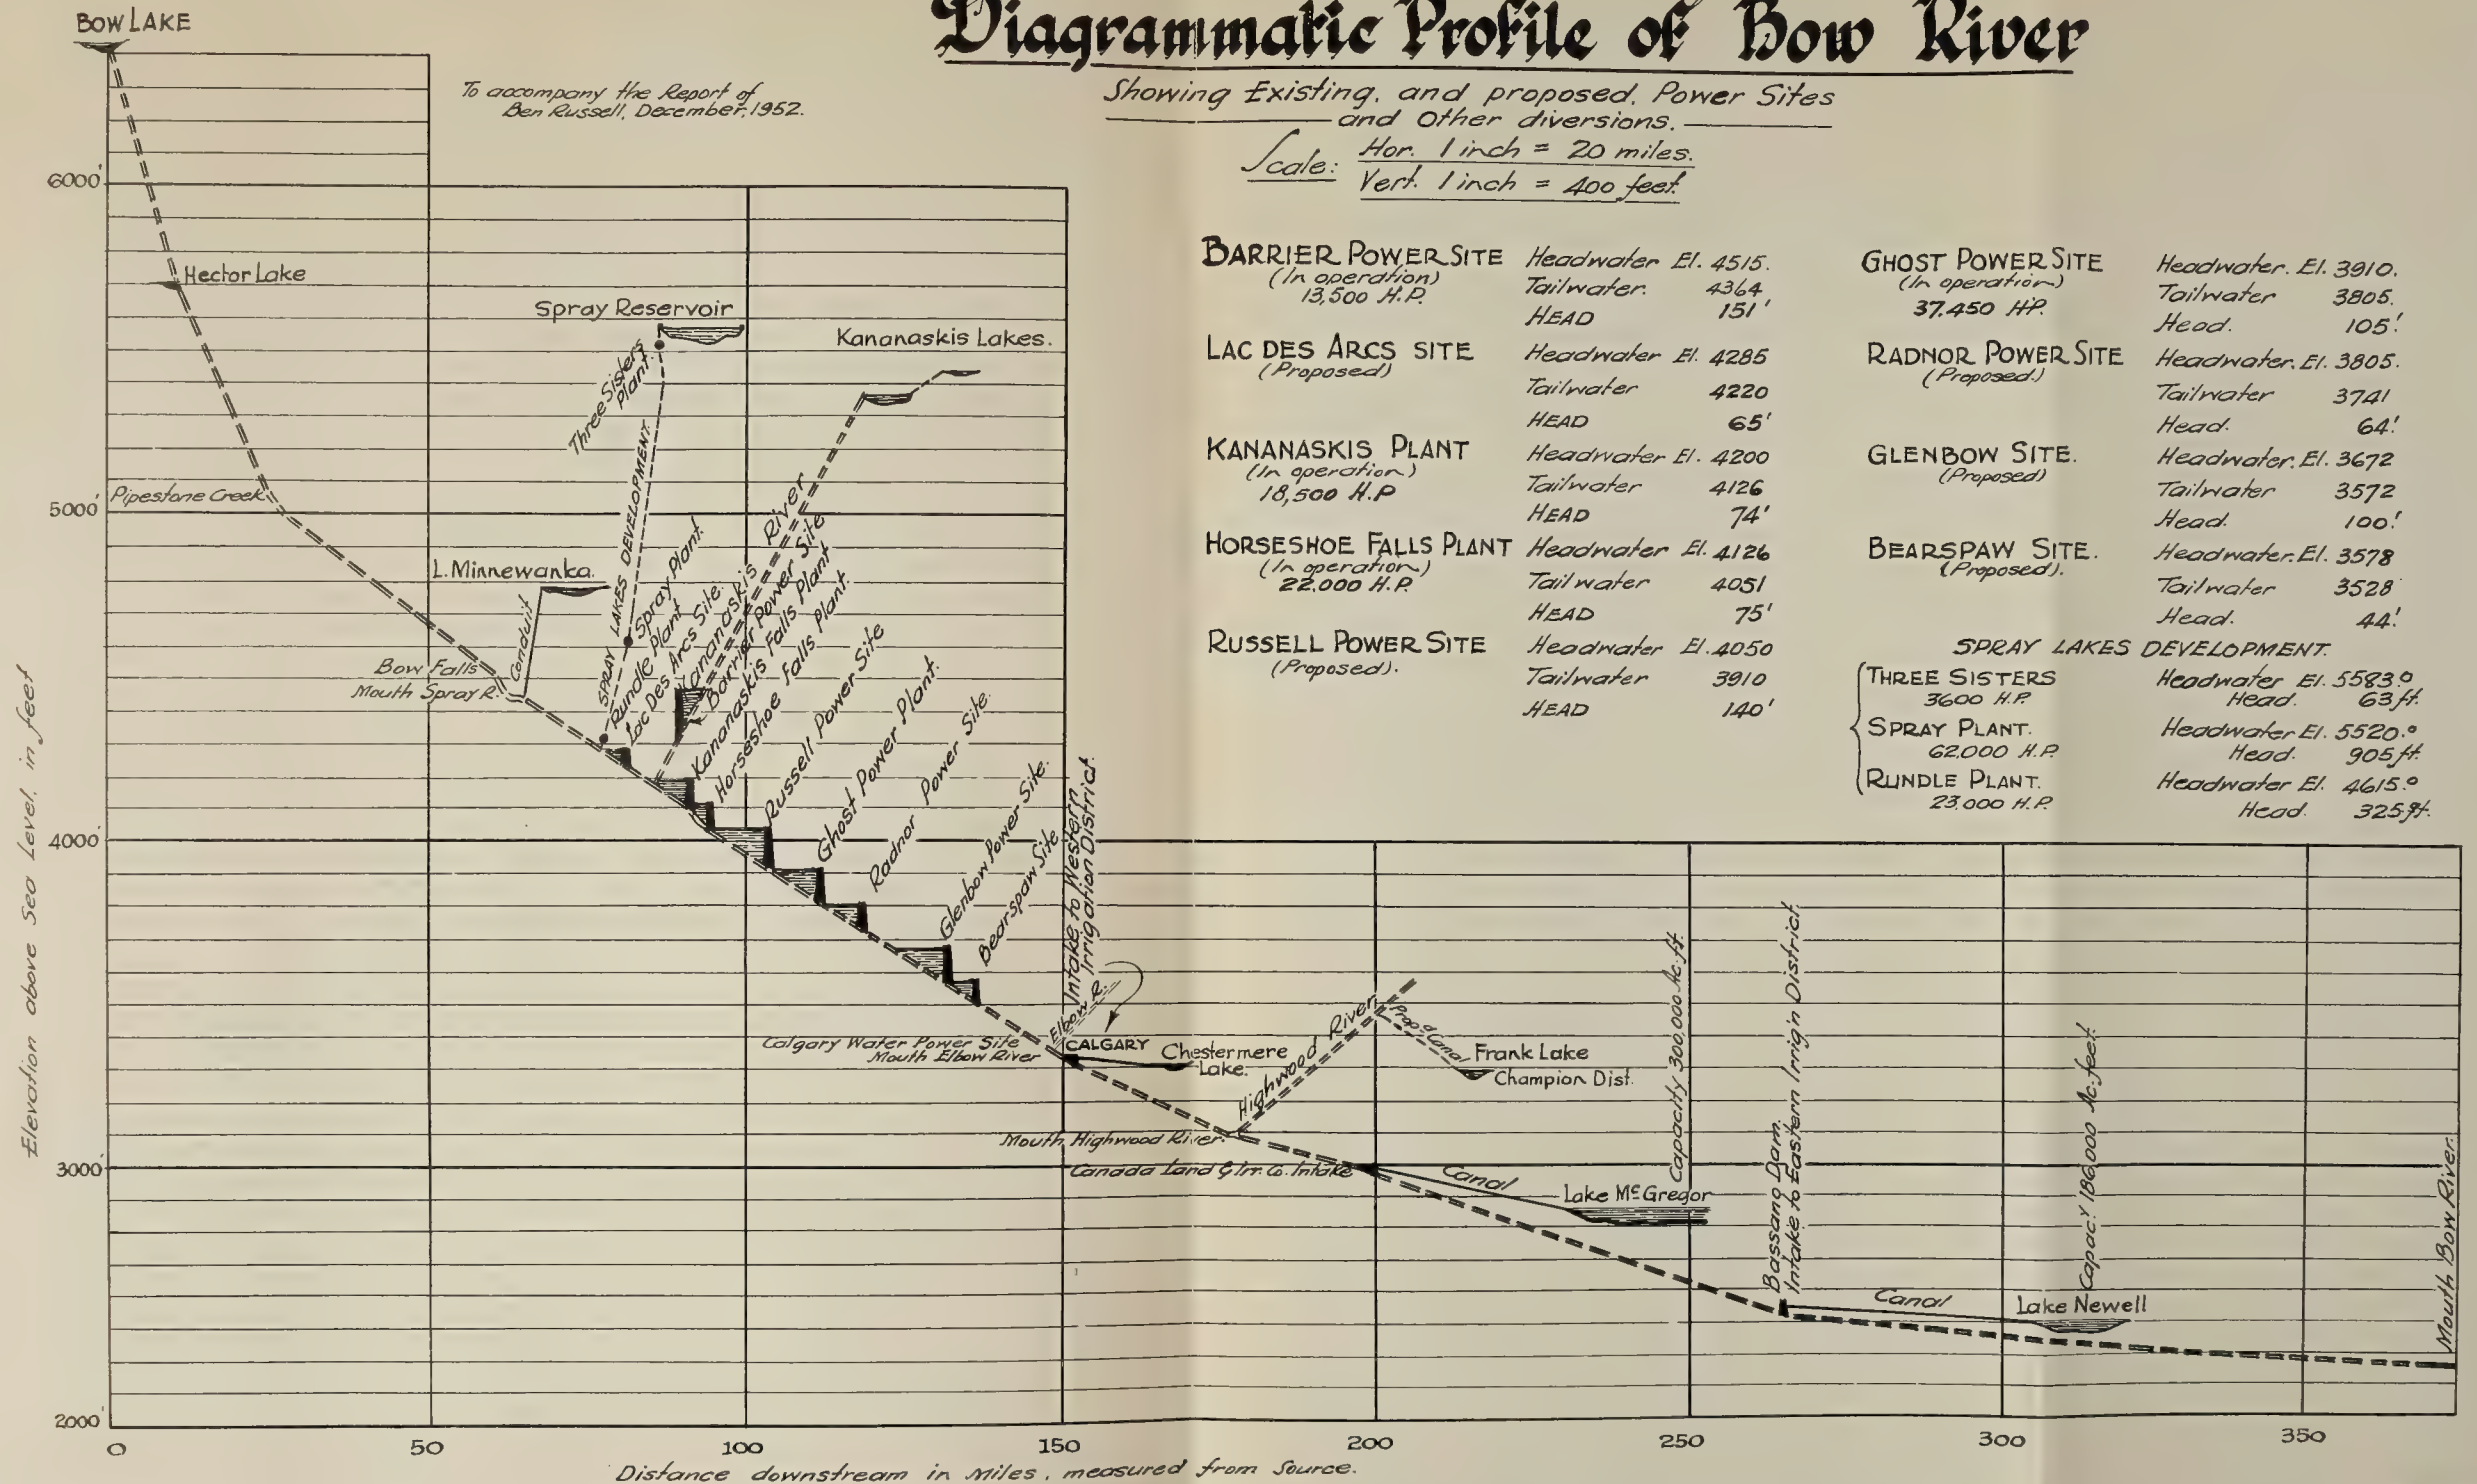 Diagrammatic Profile of Bow River
Showing Existing, and proposed, Power Sites
and Other diversions.
Scale: Hor. 1 inch = 20 miles.
Vert. 1 inch = 400 feet.
To accompany the Report of
Ben Russell, December, 1952.
BARRIER POWER SITE Headwater El. 4515.
(In operation) Tailwater. 4364
13,500 H.P. HEAD 151'
LAC DES ARCS SITE Headwater El. 4285
(Proposed) Tailwater 4220
HEAD 65'
KANANASKIS PLANT Headwater El. 4200
(In operation) Tailwater 4126
18,500 H.P HEAD 74'
HORSESHOE FALLS PLANT Headwater El. 4126
(In operation) Tailwater 4051
22,000 H.P. HEAD 75'
RUSSELL POWER SITE Headwater El. 4050
(Proposed). Tailwater 3910
HEAD 140'
GHOST POWER SITE Headwater. El. 3910.
(In operation) Tailwater 3805.
37,450 HP. Head. 105'
RADNOR POWER SITE Headwater. El. 3805.
(Proposed.) Tailwater 3741
Head. 64'
GLENBOW SITE. Headwater. El. 3672
(Proposed) Tailwater 3572
Head. 100'
BEARSPAW SITE. Headwater. El. 3578
(Proposed). Tailwater 3528
Head. 44'
SPRAY LAKES DEVELOPMENT.
THREE SISTERS Headwater El. 5583.0
3600 H.P. Head. 63 ft.
SPRAY PLANT. Headwater El. 5520.0
62,000 H.P. Head. 905 ft.
RUNDLE PLANT. Headwater El. 4615.0
23,000 H.P. Head. 325 ft.
BOW LAKE
Hector Lake
Pipestone Creek
Spray Reservoir
Kananaskis Lakes.
Three Sisters
Plant.
SPRAY LAKES DEVELOPMENT.
L. Minnewanka.
Conduit
Bow Falls
Mouth Spray R.
Spray Plant.
Rundle Plant
Lac Des Arcs Site.
Kananaskis River
Barrier Power Site
Kananaskis Falls Plant
Horseshoe Falls Plant.
Russell Power Site
Ghost Power Plant.
Radnor Power Site.
Glenbow Power Site.
Bearspaw Site
Intake to Western
Irrigation District.
Elbow R.
Calgary Water Power Site
Mouth Elbow River
CALGARY
Chestermere
Lake.
Highwood River.
Prop'd Canal
Frank Lake
Champion Dist.
Mouth Highwood River.
Canada Land & Irr. Co. Intake
Canal
Lake McGregor
Capacity 300,000 Ac. ft.
Bassano Dam.
Intake to Eastern Irrig'n District.
Canal
Lake Newell
Capac'y 186,000 Ac. feet.
Mouth Bow River.
Elevation above Sea Level. in feet
6000'
5000'
4000'
3000'
2000'
0 50 100 150 200 250 300 350
Distance downstream in Miles, measured from Source.